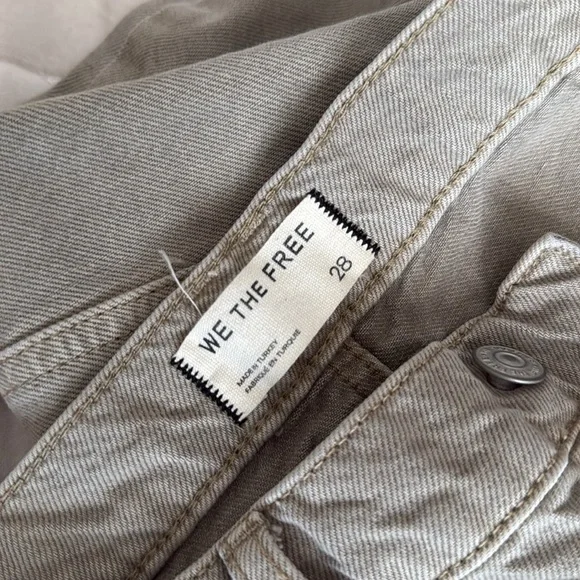 WE THE FREE
28
MADE IN TURKEY
FABRIQUÉ EN TURQUIE